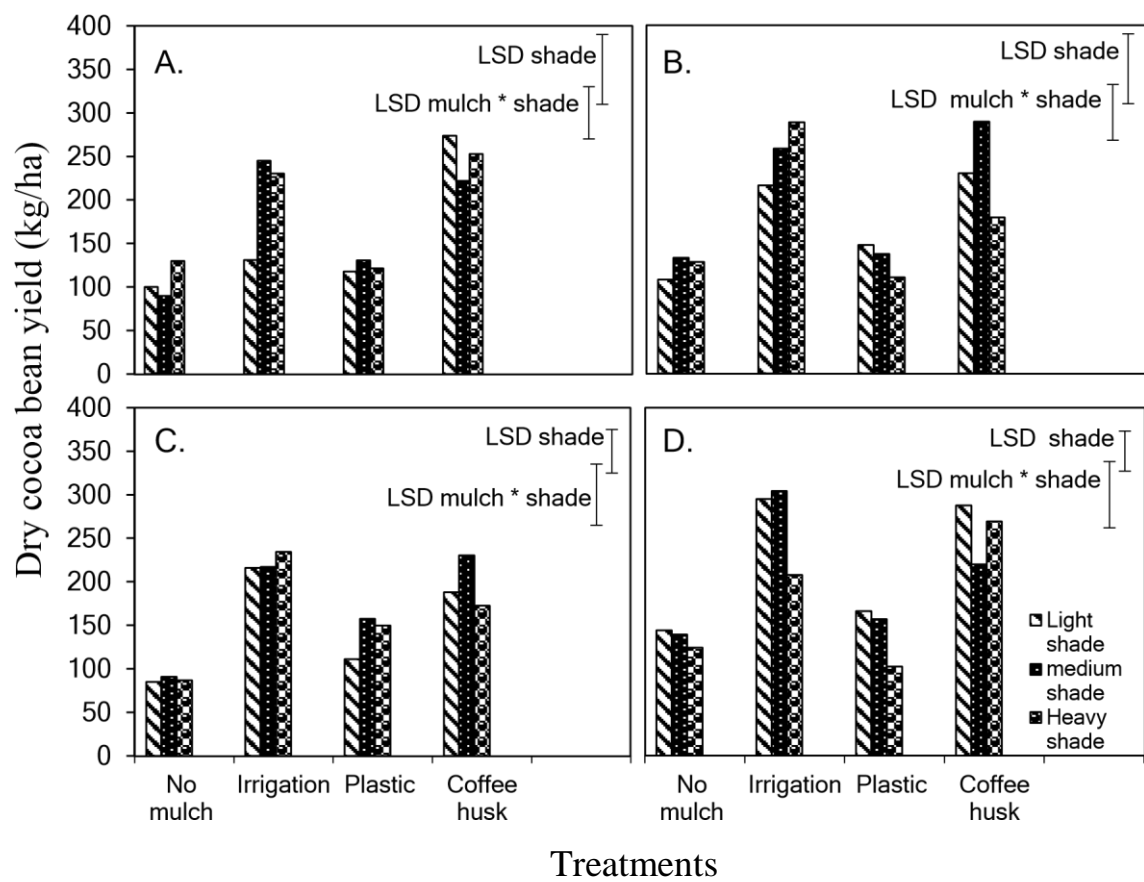 Dry cocoa bean yield (kg/ha)
400
350
300
250
200
150
100
50
0
A.
LSD shade
LSD mulch * shade
B.
LSD shade
LSD mulch * shade
400
350
300
250
200
150
100
50
0
C.
LSD shade
LSD mulch * shade
D.
LSD shade
LSD mulch * shade
Light
shade
medium
shade
Heavy
shade
No
mulch
Irrigation
Plastic
Coffee
husk
No
mulch
Irrigation
Plastic
Coffee
husk
Treatments